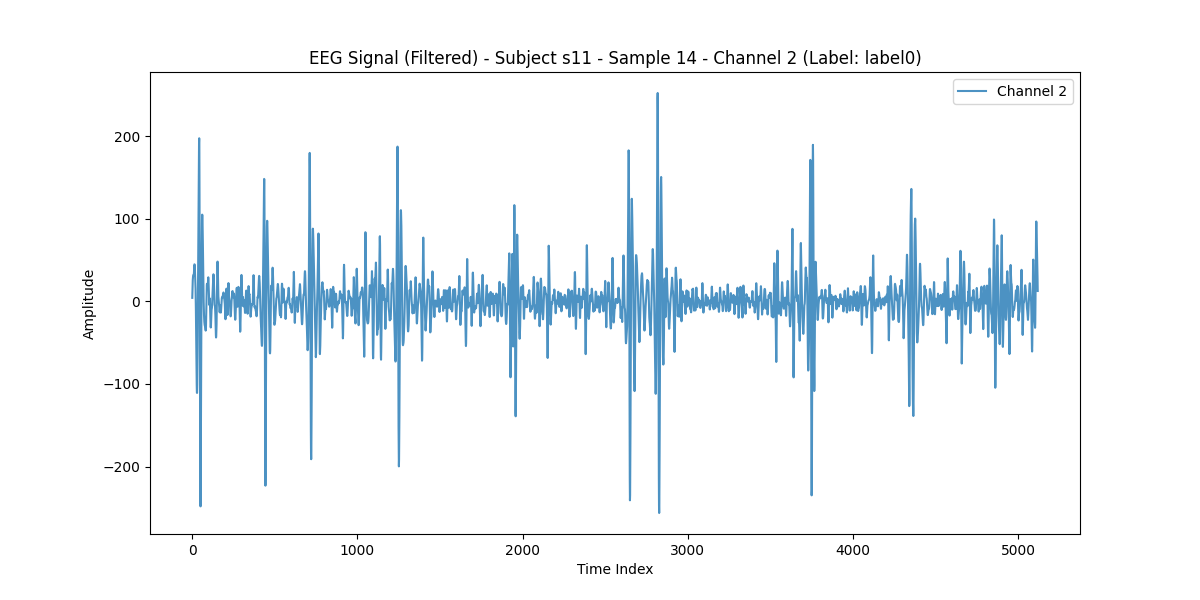 EEG Signal (Filtered) - Subject s11 - Sample 14 - Channel 2 (Label: label0)
Channel 2
Amplitude
200
100
0
−100
−200
0 1000 2000 3000 4000 5000
Time Index